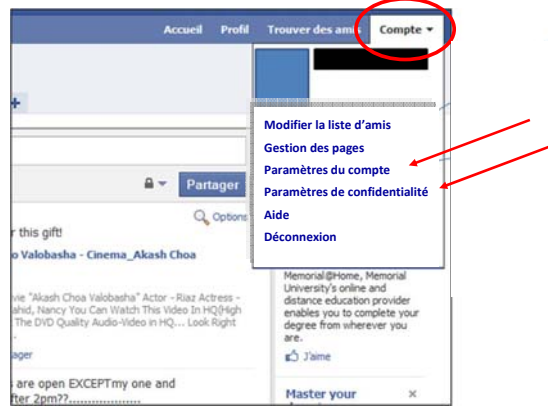 Accueil Profil Trouver des amis Compte
Modifier la liste d'amis
Gestion des pages
Paramètres du compte
Paramètres de confidentialité
Aide
Déconnexion
Partager
Options
r this gift!
o Valobasha - Cinema_Akash Choa
vie "Akash Choa Valobasha" Actor - Riaz Actress -
ahid, Nancy You Can Watch This Video In HQ(High
The DVD Quality Audio-Video in HQ... Look Right
ager
s are open EXCEPTmy one and
fter 2pm??..................
Memorial@Home, Memorial
University's online and
distance education provider
enables you to complete your
degree from wherever you
are.
J'aime
Master your